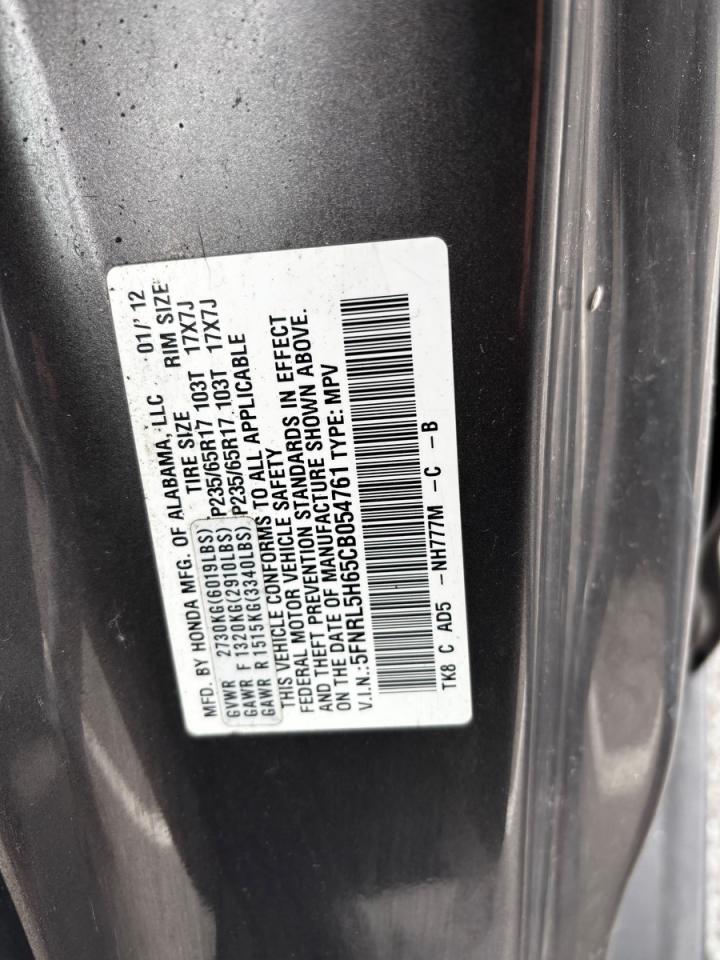 MFD. BY HONDA MFG. OF ALABAMA, LLC 01/'12
TIRE SIZE RIM SIZE
GVWR 2730KG(6019LBS)
GAWR F 1320KG(2910LBS) P235/65R17 103T 17X7J
GAWR R 1515KG(3340LBS) P235/65R17 103T 17X7J
THIS VEHICLE CONFORMS TO ALL APPLICABLE
FEDERAL MOTOR VEHICLE SAFETY
AND THEFT PREVENTION STANDARDS IN EFFECT
ON THE DATE OF MANUFACTURE SHOWN ABOVE.
V.I.N.:5FNRL5H65CB054761 TYPE: MPV
TK8 C AD5 -NH777M -C -B